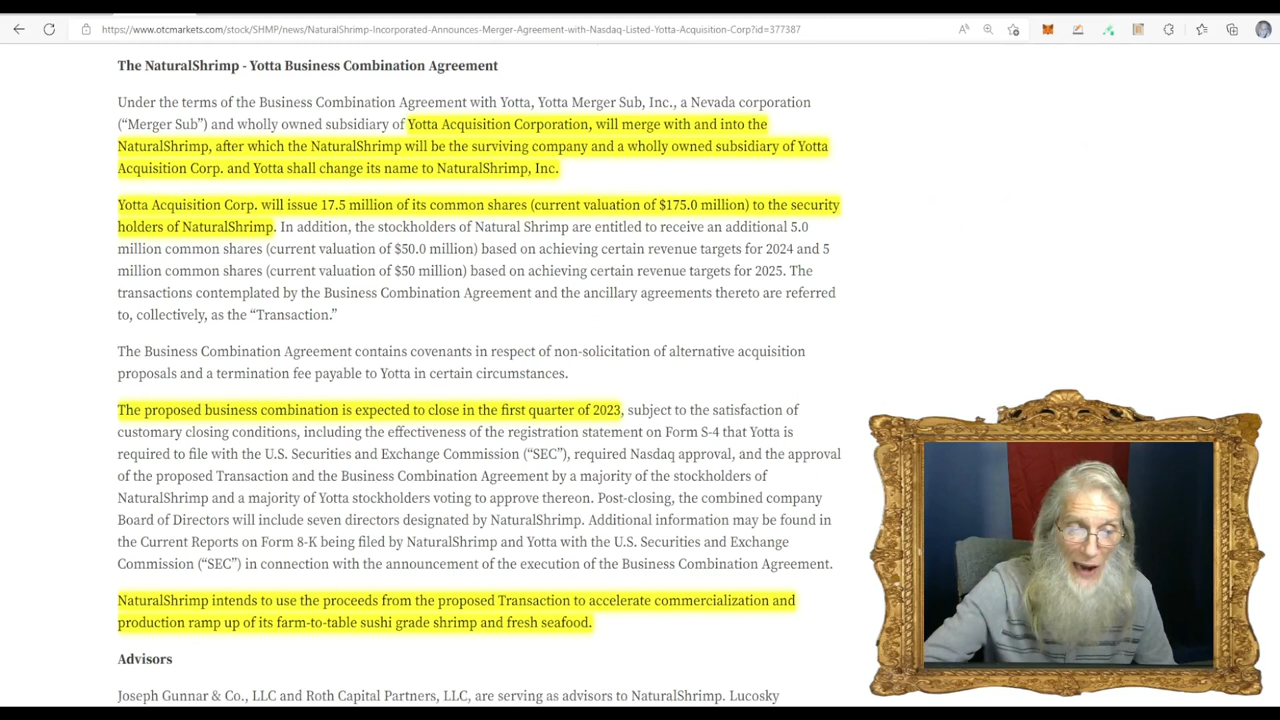 https://www.otcmarkets.com/stock/SHMP/news/NaturalShrimp-Incorporated-Announces-Merger-Agreement-with-Nasdaq-Listed-Yotta-Acquisition-Corp?id=377387
The NaturalShrimp - Yotta Business Combination Agreement
Under the terms of the Business Combination Agreement with Yotta, Yotta Merger Sub, Inc., a Nevada corporation
(“Merger Sub”) and wholly owned subsidiary of Yotta Acquisition Corporation, will merge with and into the
NaturalShrimp, after which the NaturalShrimp will be the surviving company and a wholly owned subsidiary of Yotta
Acquisition Corp. and Yotta shall change its name to NaturalShrimp, Inc.
Yotta Acquisition Corp. will issue 17.5 million of its common shares (current valuation of $175.0 million) to the security
holders of NaturalShrimp. In addition, the stockholders of Natural Shrimp are entitled to receive an additional 5.0
million common shares (current valuation of $50.0 million) based on achieving certain revenue targets for 2024 and 5
million common shares (current valuation of $50 million) based on achieving certain revenue targets for 2025. The
transactions contemplated by the Business Combination Agreement and the ancillary agreements thereto are referred
to, collectively, as the “Transaction.”
The Business Combination Agreement contains covenants in respect of non-solicitation of alternative acquisition
proposals and a termination fee payable to Yotta in certain circumstances.
The proposed business combination is expected to close in the first quarter of 2023, subject to the satisfaction of
customary closing conditions, including the effectiveness of the registration statement on Form S-4 that Yotta is
required to file with the U.S. Securities and Exchange Commission (“SEC”), required Nasdaq approval, and the approval
of the proposed Transaction and the Business Combination Agreement by a majority of the stockholders of
NaturalShrimp and a majority of Yotta stockholders voting to approve thereon. Post-closing, the combined company
Board of Directors will include seven directors designated by NaturalShrimp. Additional information may be found in
the Current Reports on Form 8-K being filed by NaturalShrimp and Yotta with the U.S. Securities and Exchange
Commission (“SEC”) in connection with the announcement of the execution of the Business Combination Agreement.
NaturalShrimp intends to use the proceeds from the proposed Transaction to accelerate commercialization and
production ramp up of its farm-to-table sushi grade shrimp and fresh seafood.
Advisors
Joseph Gunnar & Co., LLC and Roth Capital Partners, LLC, are serving as advisors to NaturalShrimp. Lucosky